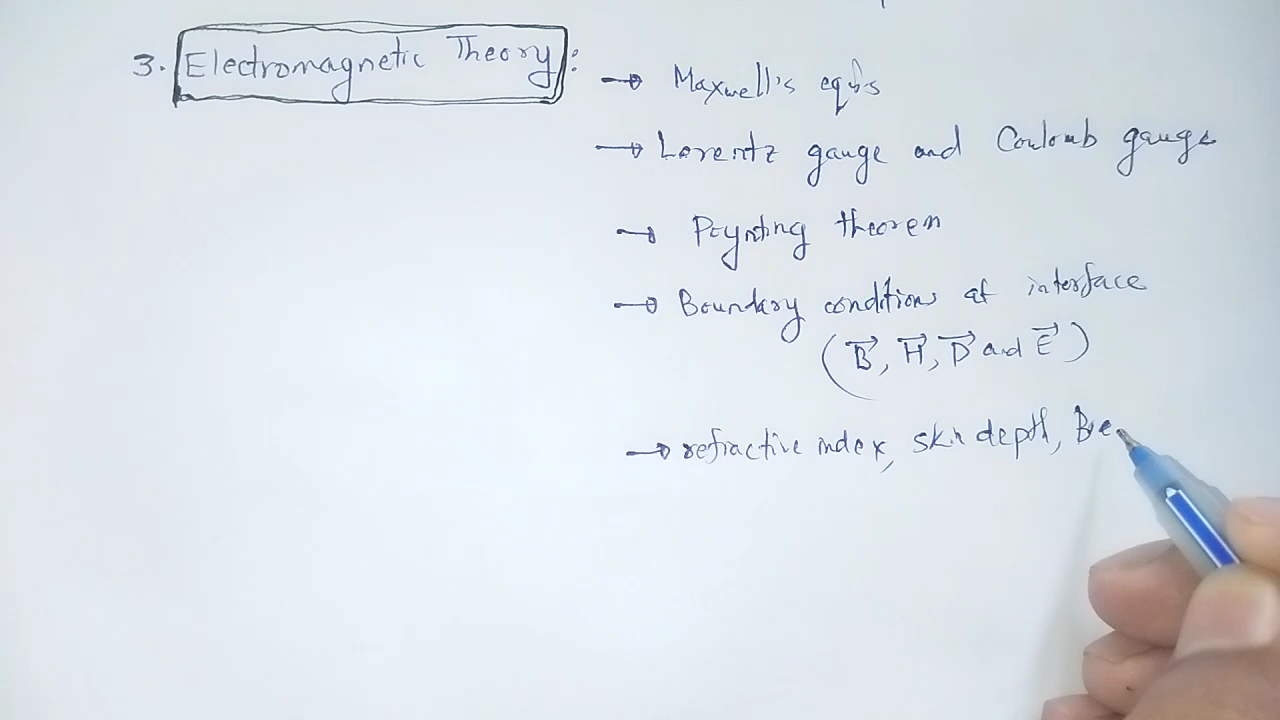 3. Electromagnetic Theory:
→ Maxwell's eqns
→ Lorentz gauge and Coulomb gauge
→ Poynting theorem
→ Boundary conditions at interface
(B⃗, H⃗, D⃗ and E⃗)
→ refractive index, skin depth, Bre